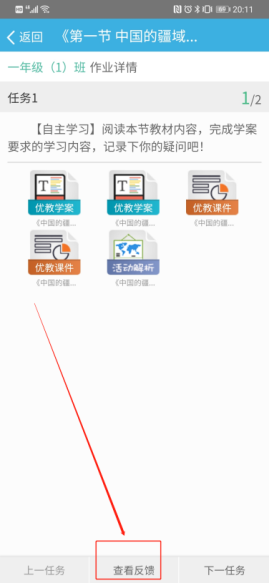 20:11
返回 《第一节 中国的疆域...
一年级（1）班 作业详情
任务1 1/2
【自主学习】阅读本节教材内容，完成学案
要求的学习内容，记录下你的疑问吧！
优教学案 优教学案 优教课件
《中国的疆... 《中国的疆... 《中国的疆...
优教课件 活动解析
《中国的疆... 《中国的疆...
上一任务 查看反馈 下一任务